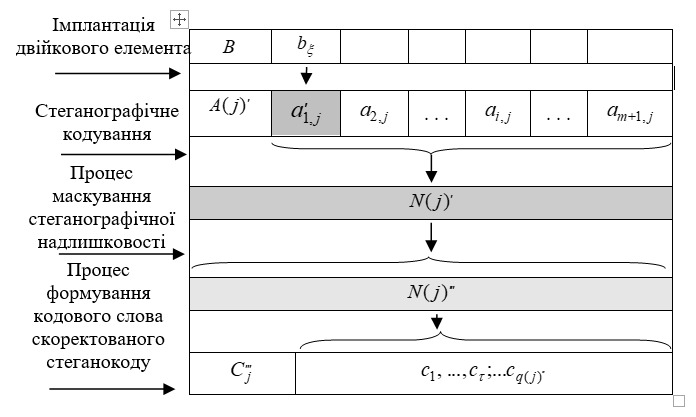 Імплантація
двійкового елемента
B b_ξ
Стеганографічне
кодування
A(j)′ a′_{1,j} a_{2,j} ... a_{i,j} ... a_{m+1,j}
Процес
маскування
стеганографічної
надлишковості
N(j)′
Процес
формування
кодового слова
скоректованого
стеганокоду
N(j)‴
C‴_j c_1, ..., c_τ;...c_{q(j)″}